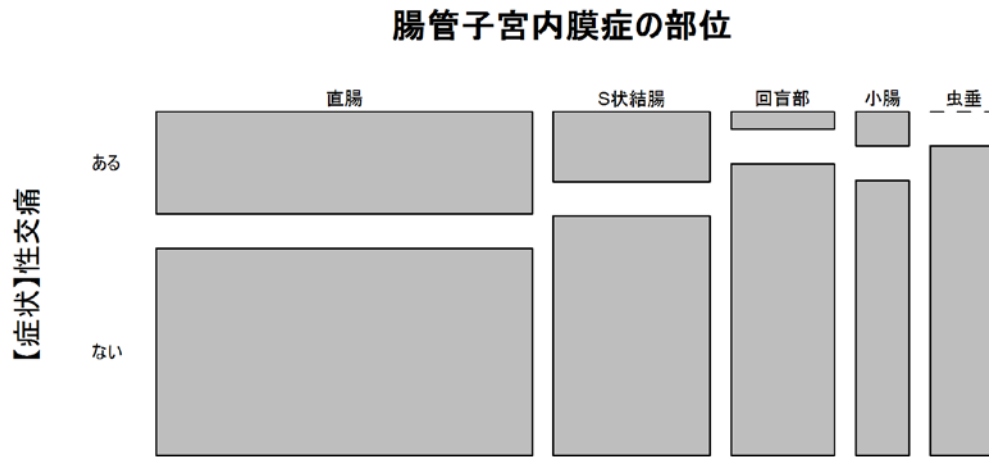 腸管子宮内膜症の部位
直腸
S状結腸
回盲部
小腸
虫垂
ある
【症状】性交痛
ない